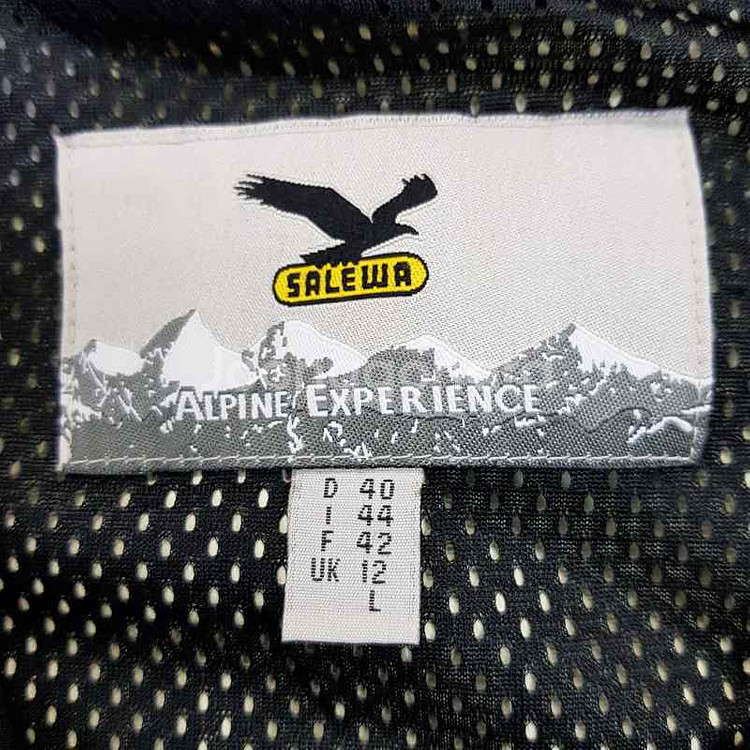 SALEWA
ALPINE EXPERIENCE
D 40
I 44
F 42
UK 12
L